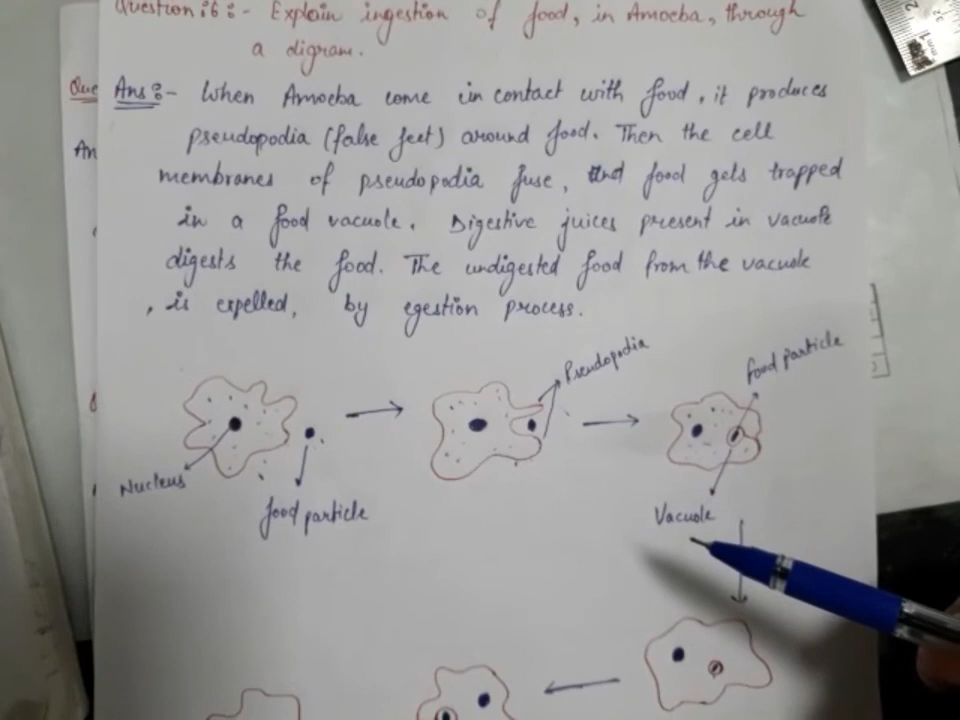 Question:6:- Explain ingestion of food, in Amoeba, through
a digram.
Que
Ans:- When Amoeba come in contact with food, it produces
An
pseudopodia (false feet) around food. Then the cell
membranes of pseudopodia fuse, and food gets trapped
in a food vacuole. Digestive juices present in vacuole
digests the food. The undigested food from the vacuole
, is expelled, by egestion process.
Pseudopodia
food particle
Nucleus
food particle
Vacuole